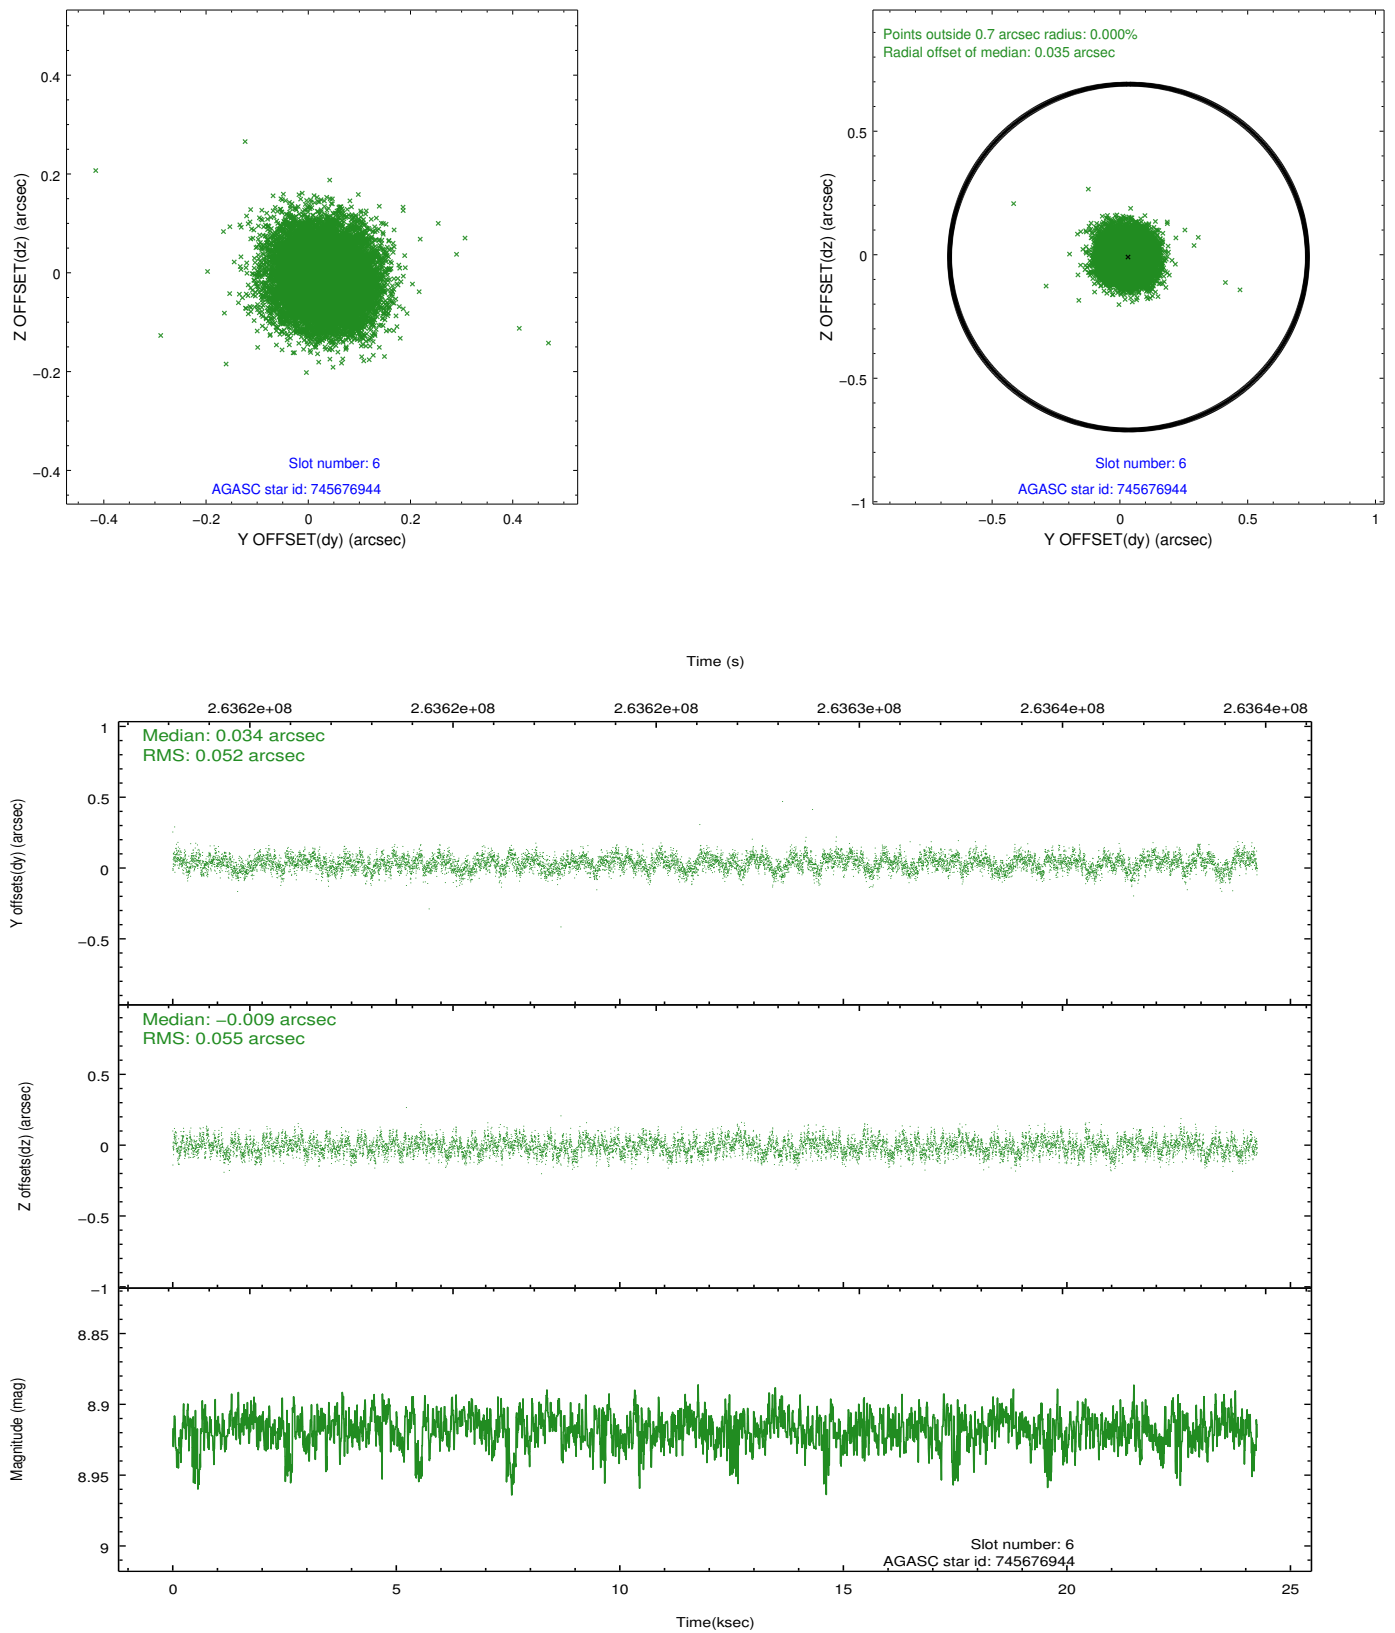 0.4
0.2
0
−0.2
−0.4
Z OFFSET(dz) (arcsec)
Slot number: 6
AGASC star id: 745676944
−0.4 −0.2 0 0.2 0.4
Y OFFSET(dy) (arcsec)
Points outside 0.7 arcsec radius: 0.000%
Radial offset of median: 0.035 arcsec
0.5
0
−0.5
−1
Z OFFSET(dz) (arcsec)
Slot number: 6
AGASC star id: 745676944
−0.5 0 0.5 1
Y OFFSET(dy) (arcsec)
Time (s)
2.6362e+08 2.6362e+08 2.6362e+08 2.6363e+08 2.6364e+08 2.6364e+08
Median: 0.034 arcsec
RMS: 0.052 arcsec
1
0.5
0
−0.5
Y offsets(dy) (arcsec)
Median: −0.009 arcsec
RMS: 0.055 arcsec
0.5
0
−0.5
−1
Z offsets(dz) (arcsec)
8.85
8.9
8.95
9
Magnitude (mag)
Slot number: 6
AGASC star id: 745676944
0 5 10 15 20 25
Time(ksec)